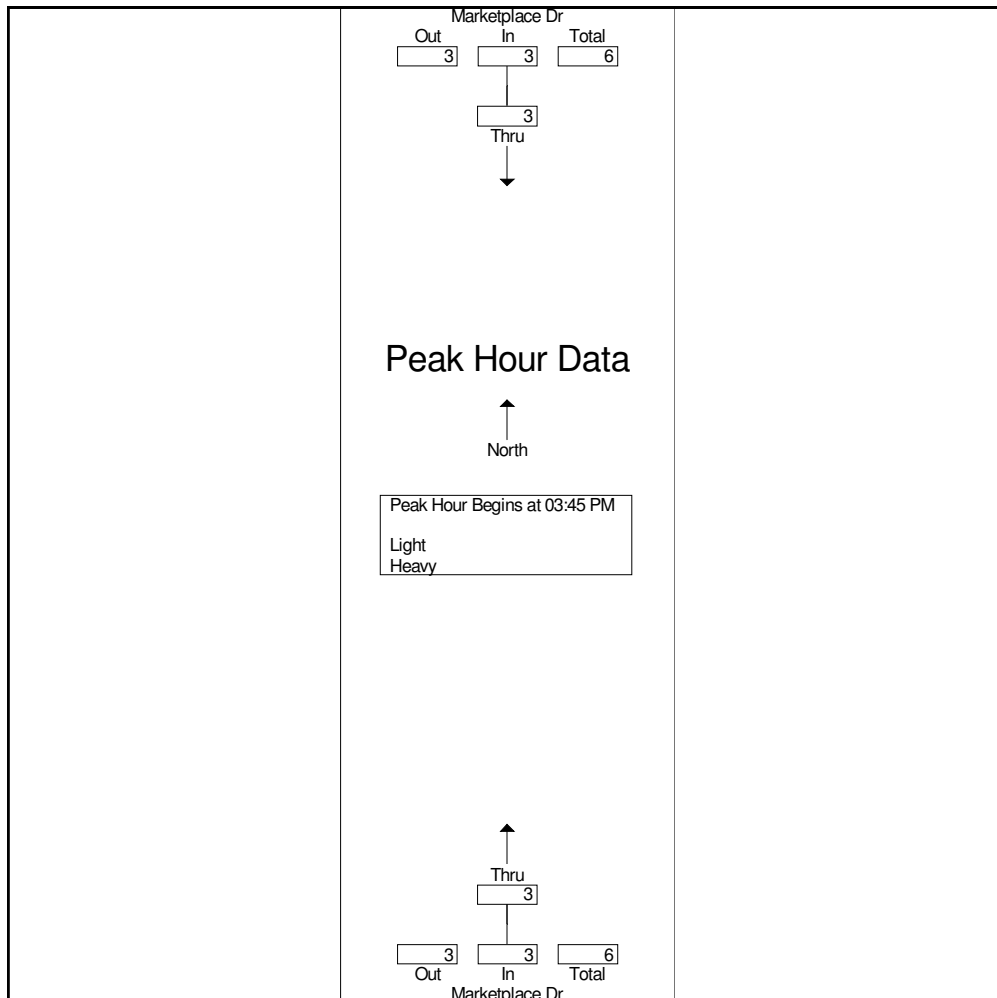 Marketplace Dr
Out In Total
3 3 6
3
Thru
Peak Hour Data
North
Peak Hour Begins at 03:45 PM
Light
Heavy
Thru
3
3 3 6
Out In Total
Marketplace Dr